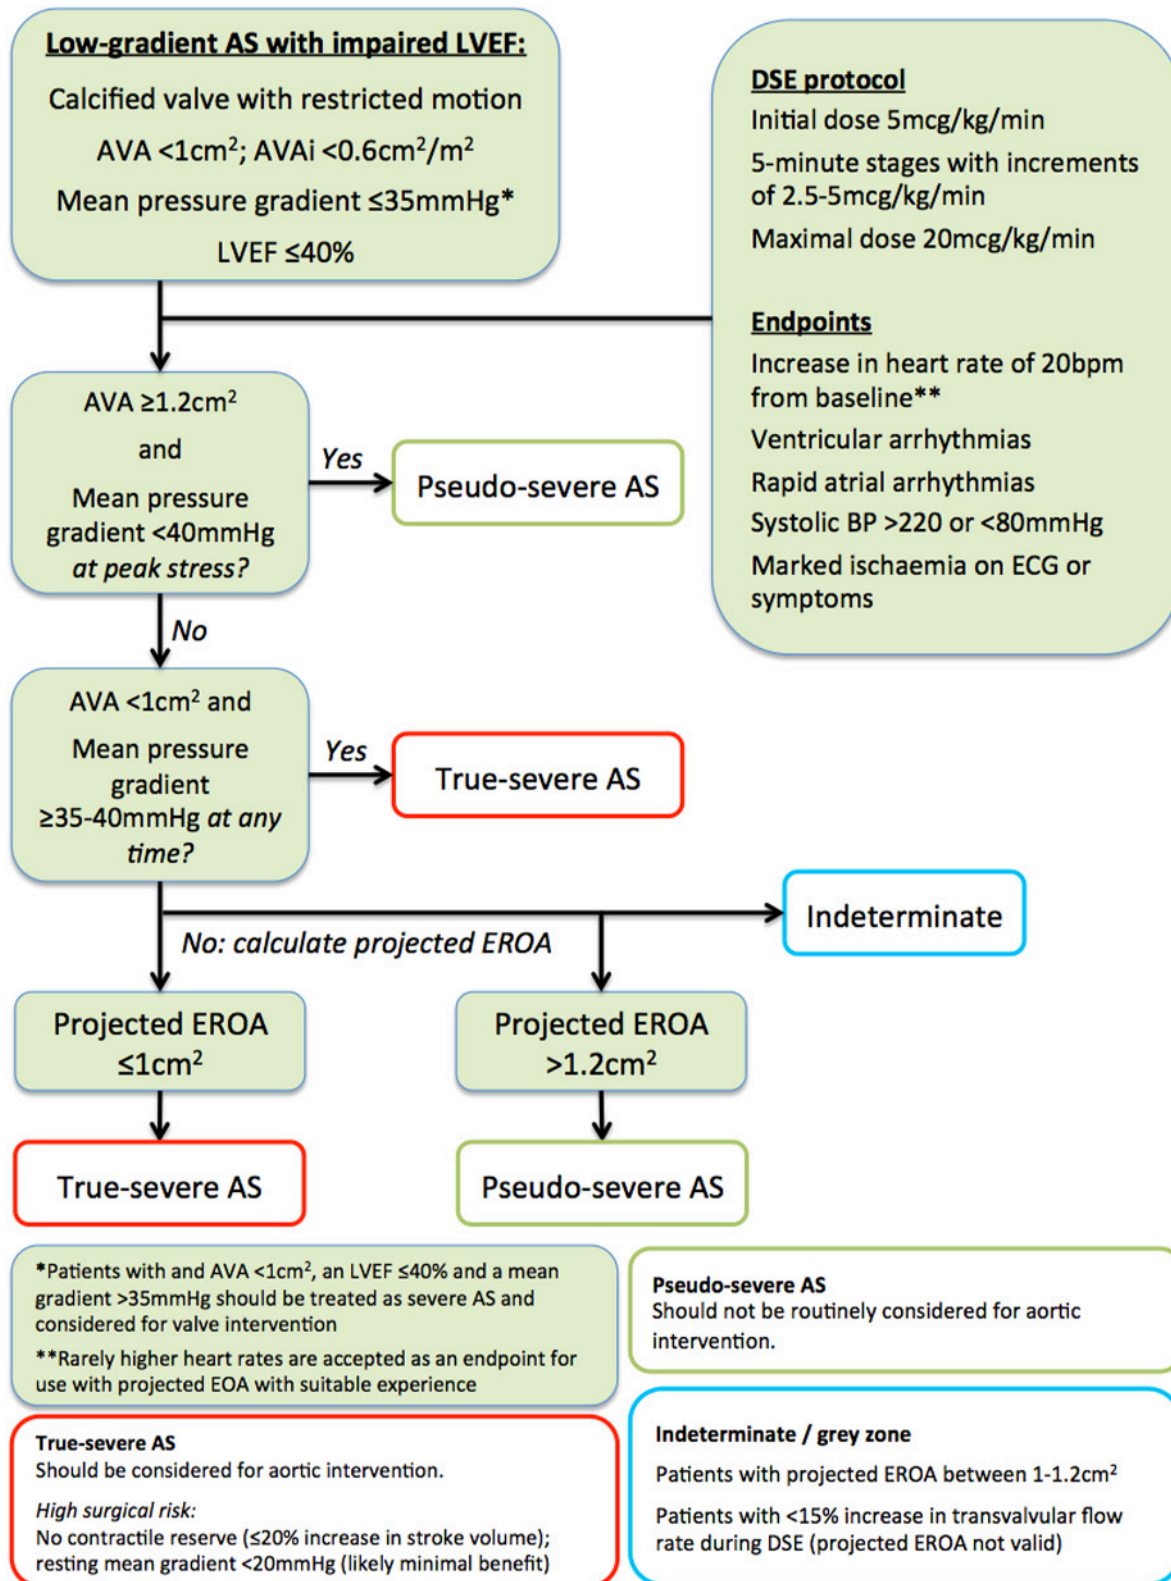 Low-gradient AS with impaired LVEF:
Calcified valve with restricted motion
AVA <1cm²; AVAi <0.6cm²/m²
Mean pressure gradient ≤35mmHg*
LVEF ≤40%
DSE protocol
Initial dose 5mcg/kg/min
5-minute stages with increments
of 2.5-5mcg/kg/min
Maximal dose 20mcg/kg/min
Endpoints
Increase in heart rate of 20bpm
from baseline**
Ventricular arrhythmias
Rapid atrial arrhythmias
Systolic BP >220 or <80mmHg
Marked ischaemia on ECG or
symptoms
AVA ≥1.2cm²
and
Mean pressure
gradient <40mmHg
at peak stress?
Yes
Pseudo-severe AS
No
AVA <1cm² and
Mean pressure
gradient
≥35-40mmHg at any
time?
Yes
True-severe AS
Indeterminate
No: calculate projected EROA
Projected EROA
≤1cm²
Projected EROA
>1.2cm²
True-severe AS
Pseudo-severe AS
*Patients with and AVA <1cm², an LVEF ≤40% and a mean
gradient >35mmHg should be treated as severe AS and
considered for valve intervention
**Rarely higher heart rates are accepted as an endpoint for
use with projected EOA with suitable experience
Pseudo-severe AS
Should not be routinely considered for aortic
intervention.
True-severe AS
Should be considered for aortic intervention.
High surgical risk:
No contractile reserve (≤20% increase in stroke volume);
resting mean gradient <20mmHg (likely minimal benefit)
Indeterminate / grey zone
Patients with projected EROA between 1-1.2cm²
Patients with <15% increase in transvalvular flow
rate during DSE (projected EROA not valid)